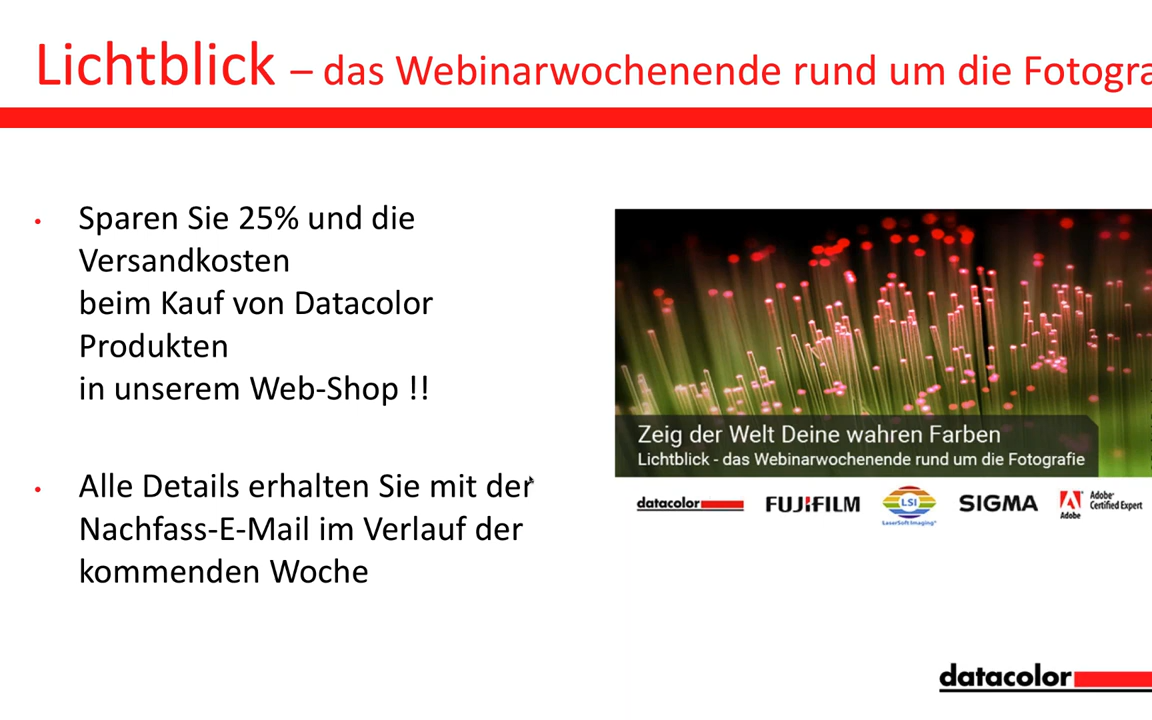 Lichtblick – das Webinarwochenende rund um die Fotogra
• Sparen Sie 25% und die
Versandkosten
beim Kauf von Datacolor
Produkten
in unserem Web-Shop !!
• Alle Details erhalten Sie mit der
Nachfass-E-Mail im Verlauf der
kommenden Woche
Zeig der Welt Deine wahren Farben
Lichtblick - das Webinarwochenende rund um die Fotografie
datacolor FUJIFILM LSI SIGMA Adobe Adobe® Certified Expert
LaserSoft Imaging®
datacolor